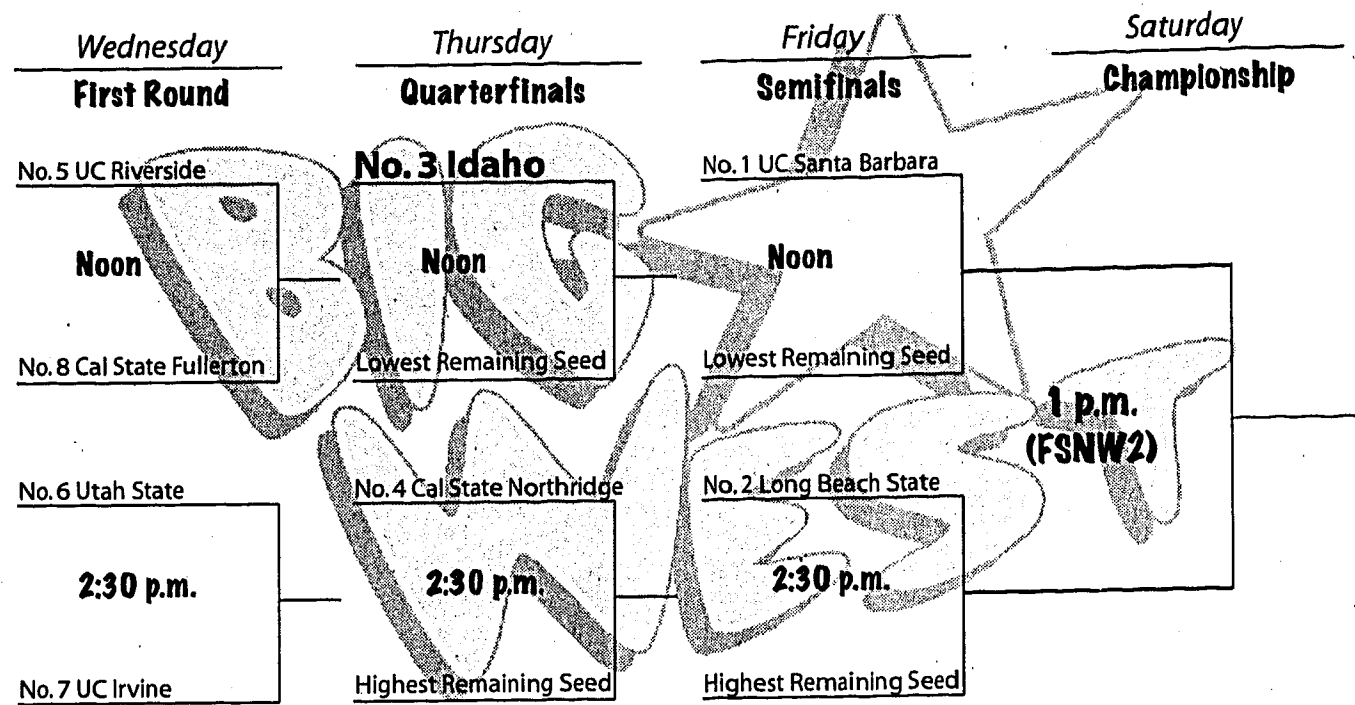 Wednesday
Thursday
Friday
Saturday
First Round
Quarterfinals
Semifinals
Championship
No. 5 UC Riverside
No. 3 Idaho
No. 1 UC Santa Barbara
Noon
Noon
Noon
No. 8 Cal State Fullerton
Lowest Remaining Seed
Lowest Remaining Seed
1 p.m.
(FSNW2)
No. 6 Utah State
No. 4 Cal State Northridge
No. 2 Long Beach State
2:30 p.m.
2:30 p.m.
2:30 p.m.
No. 7 UC Irvine
Highest Remaining Seed
Highest Remaining Seed
BIG
WEST